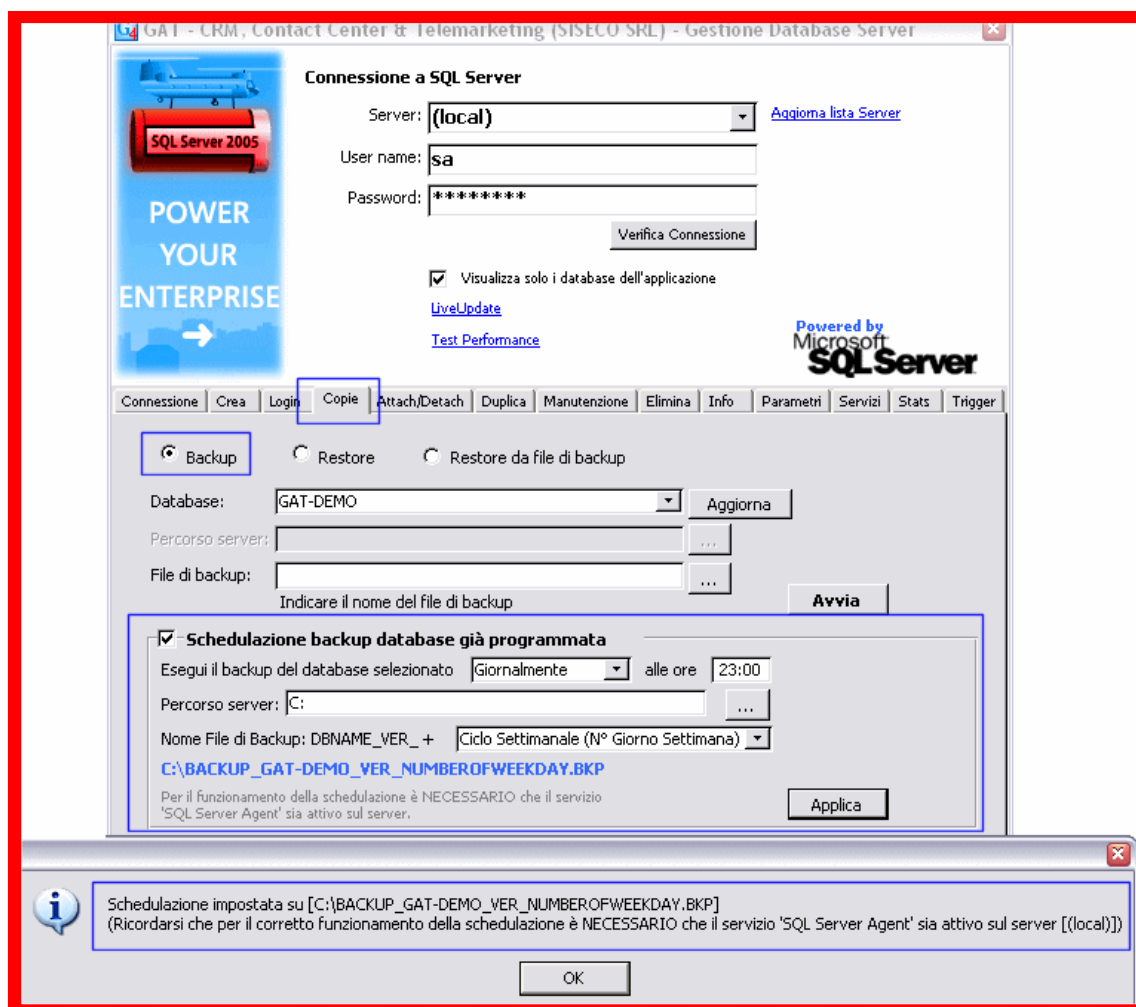 GAT - CRM, Contact Center & Telemarketing (SISECO SRL) - Gestione Database Server
SQL Server 2005
POWER
YOUR
ENTERPRISE
Connessione a SQL Server
Server: (local) Aggiorna lista Server
User name: sa
Password: ********
Verifica Connessione
Visualizza solo i database dell'applicazione
LiveUpdate
Test Performance
Powered by
Microsoft
SQL Server
Connessione Crea Login Copie Attach/Detach Duplica Manutenzione Elimina Info Parametri Servizi Stats Trigger
Backup Restore Restore da file di backup
Database: GAT-DEMO Aggiorna
Percorso server: ...
File di backup: ...
Indicare il nome del file di backup Avvia
Schedulazione backup database già programmata
Esegui il backup del database selezionato Giornalmente alle ore 23:00
Percorso server: C: ...
Nome File di Backup: DBNAME_VER_ + Ciclo Settimanale (N° Giorno Settimana)
C:\BACKUP_GAT-DEMO_VER_NUMBEROFWEEKDAY.BKP
Per il funzionamento della schedulazione è NECESSARIO che il servizio
'SQL Server Agent' sia attivo sul server.
Applica
Schedulazione impostata su [C:\BACKUP_GAT-DEMO_VER_NUMBEROFWEEKDAY.BKP]
(Ricordarsi che per il corretto funzionamento della schedulazione è NECESSARIO che il servizio 'SQL Server Agent' sia attivo sul server [(local)])
OK